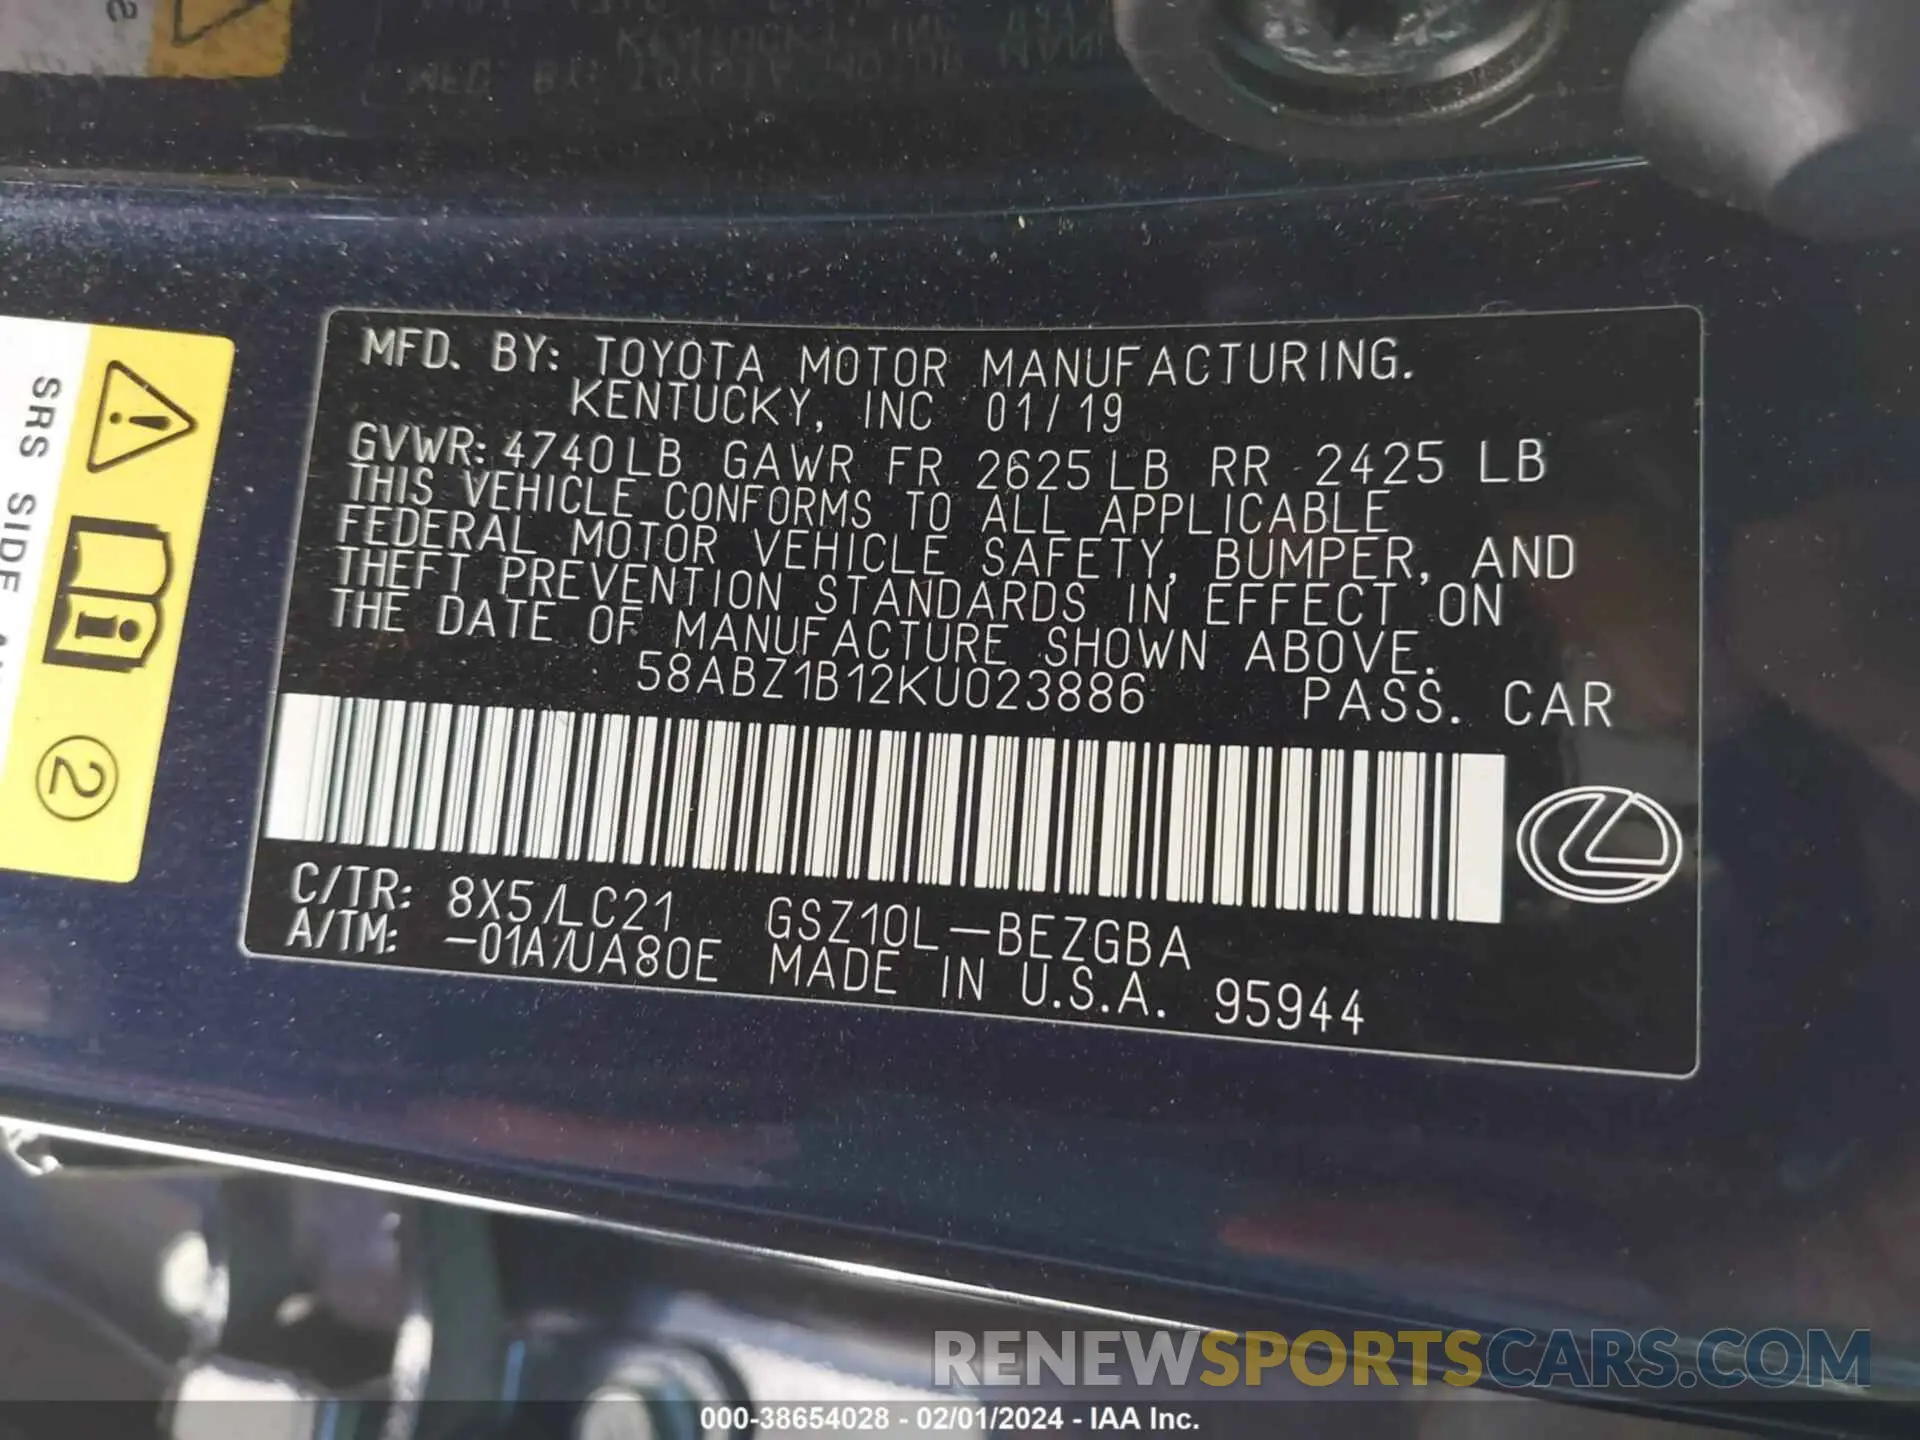 MFD. BY: TOYOTA MOTOR MANUFACTURING.
KENTUCKY, INC 01/19
GVWR: 4740LB GAWR FR 2625LB RR 2425 LB
THIS VEHICLE CONFORMS TO ALL APPLICABLE
FEDERAL MOTOR VEHICLE SAFETY, BUMPER, AND
THEFT PREVENTION STANDARDS IN EFFECT ON
THE DATE OF MANUFACTURE SHOWN ABOVE.
58ABZ1B12KU023886 PASS. CAR
C/TR: 8X5/LC21 GSZ10L-BEZGBA
A/TM: -01A/UA80E MADE IN U.S.A. 95944
SRS SIDE
2
RENEWSPORTSCARS.COM
000-38654028 - 02/01/2024 - IAA Inc.